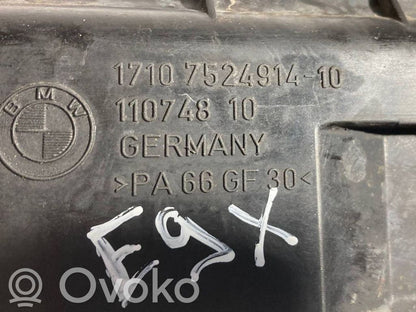 BMW
1710 7524914-10
110748 10
GERMANY
>PA 66 GF 30<
E9X
Ovoko